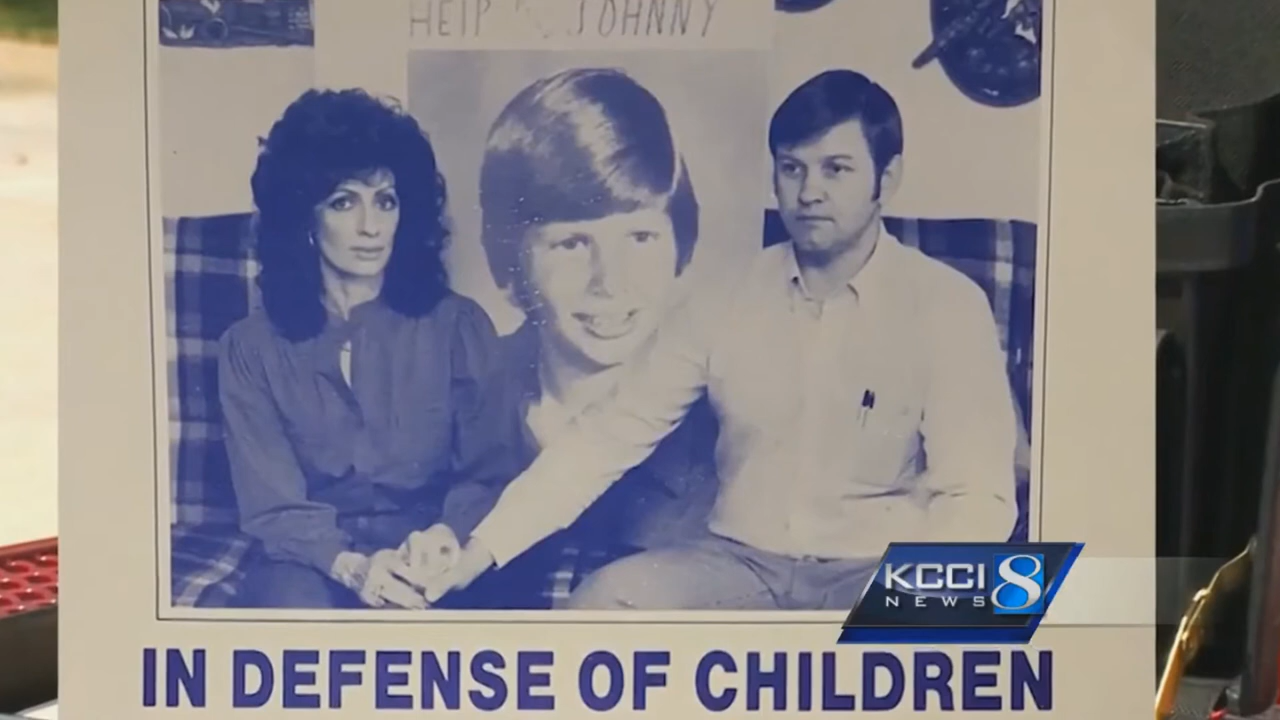 HELP JOHNNY
KCCI 8
NEWS
IN DEFENSE OF CHILDREN